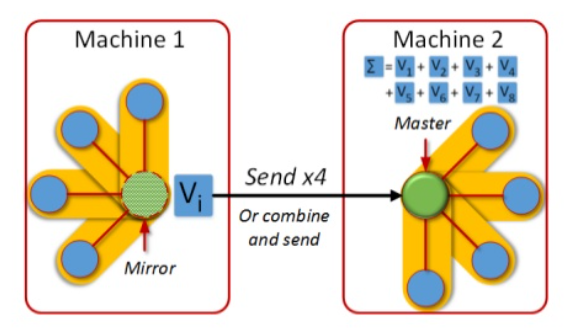 Machine 1
Mirror
Vi
Send x4
Or combine
and send
Machine 2
Σ = V1 + V2 + V3 + V4
+ V5 + V6 + V7 + V8
Master